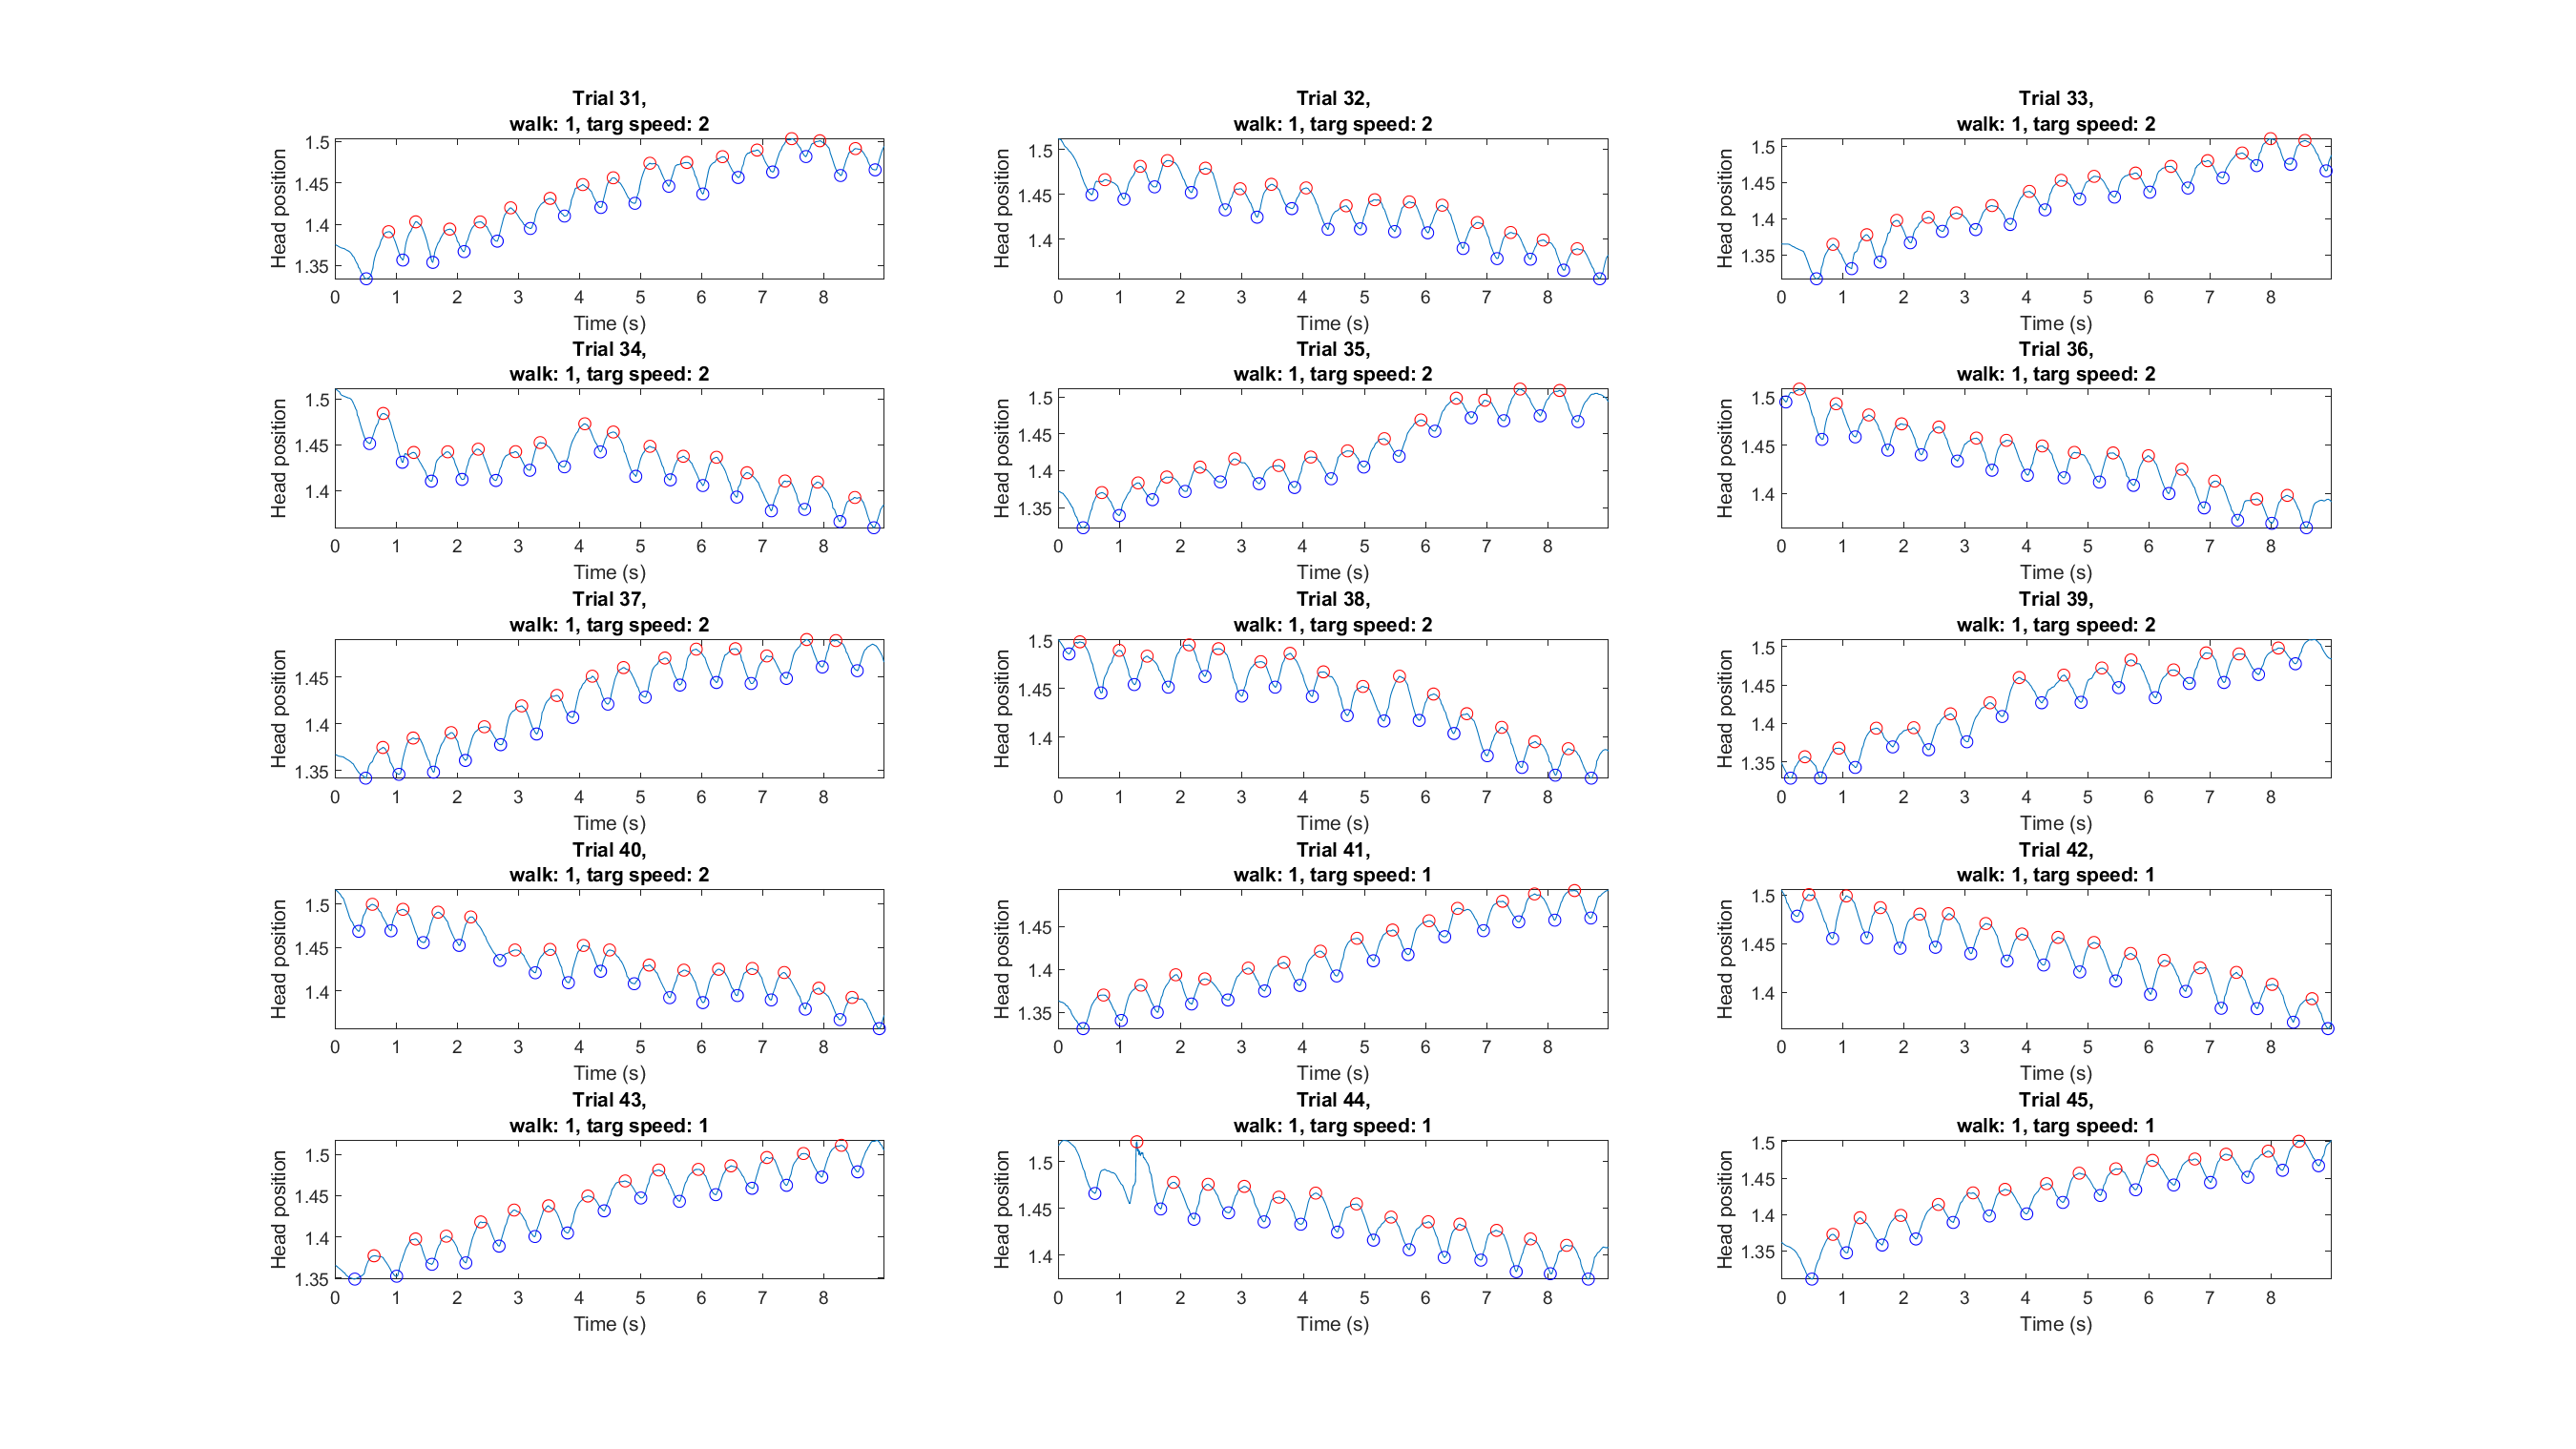 Trial 31,
walk: 1, targ speed: 2
Head position
1.5
1.45
1.4
1.35
0 1 2 3 4 5 6 7 8
Time (s)
Trial 32,
walk: 1, targ speed: 2
Head position
1.5
1.45
1.4
0 1 2 3 4 5 6 7 8
Time (s)
Trial 33,
walk: 1, targ speed: 2
Head position
1.5
1.45
1.4
1.35
0 1 2 3 4 5 6 7 8
Time (s)
Trial 34,
walk: 1, targ speed: 2
Head position
1.5
1.45
1.4
0 1 2 3 4 5 6 7 8
Time (s)
Trial 35,
walk: 1, targ speed: 2
Head position
1.5
1.45
1.4
1.35
0 1 2 3 4 5 6 7 8
Time (s)
Trial 36,
walk: 1, targ speed: 2
Head position
1.5
1.45
1.4
0 1 2 3 4 5 6 7 8
Time (s)
Trial 37,
walk: 1, targ speed: 2
Head position
1.45
1.4
1.35
0 1 2 3 4 5 6 7 8
Time (s)
Trial 38,
walk: 1, targ speed: 2
Head position
1.5
1.45
1.4
0 1 2 3 4 5 6 7 8
Time (s)
Trial 39,
walk: 1, targ speed: 2
Head position
1.5
1.45
1.4
1.35
0 1 2 3 4 5 6 7 8
Time (s)
Trial 40,
walk: 1, targ speed: 2
Head position
1.5
1.45
1.4
0 1 2 3 4 5 6 7 8
Time (s)
Trial 41,
walk: 1, targ speed: 1
Head position
1.45
1.4
1.35
0 1 2 3 4 5 6 7 8
Time (s)
Trial 42,
walk: 1, targ speed: 1
Head position
1.5
1.45
1.4
0 1 2 3 4 5 6 7 8
Time (s)
Trial 43,
walk: 1, targ speed: 1
Head position
1.5
1.45
1.4
1.35
0 1 2 3 4 5 6 7 8
Time (s)
Trial 44,
walk: 1, targ speed: 1
Head position
1.5
1.45
1.4
0 1 2 3 4 5 6 7 8
Time (s)
Trial 45,
walk: 1, targ speed: 1
Head position
1.5
1.45
1.4
1.35
0 1 2 3 4 5 6 7 8
Time (s)